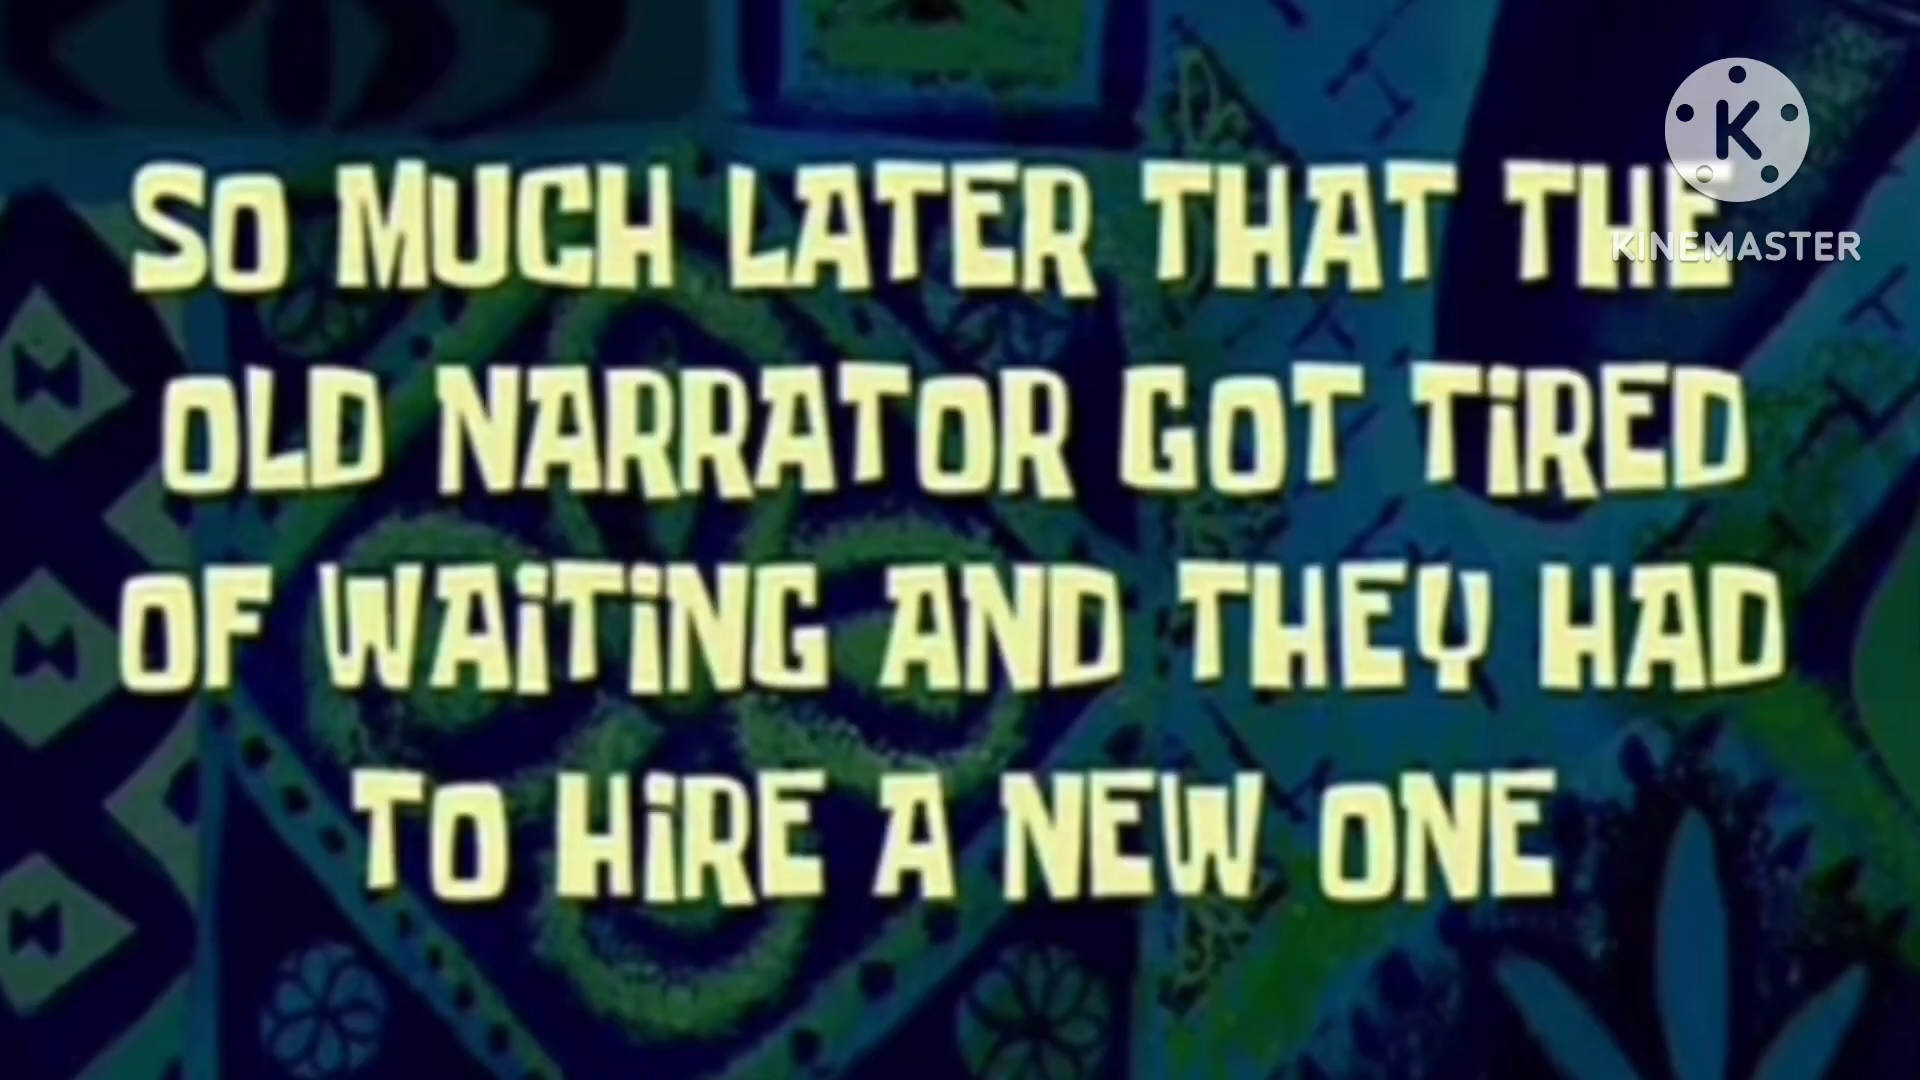 SO MUCH LATER THAT THE
OLD NARRATOR GOT TIRED
OF WAITING AND THEY HAD
TO HIRE A NEW ONE
K
KINEMASTER